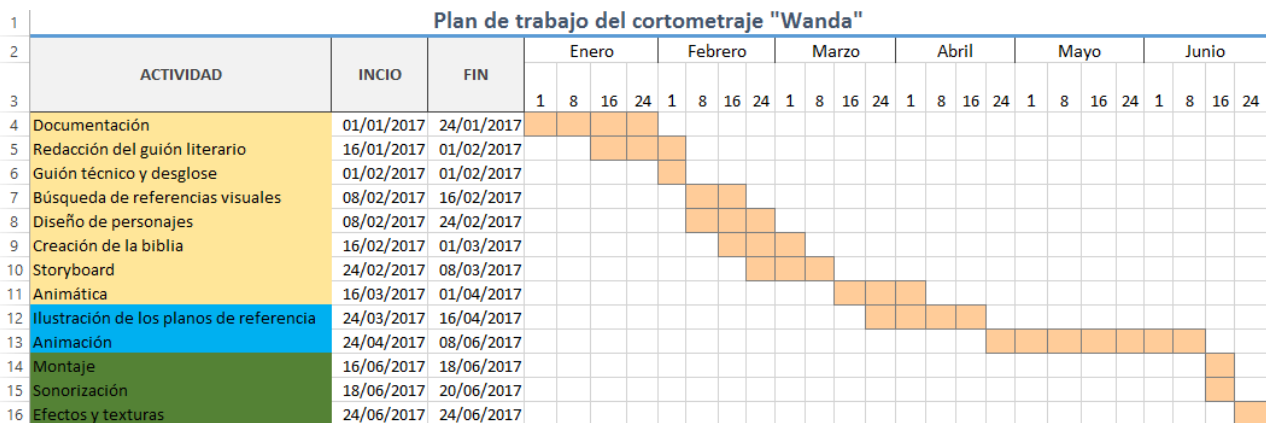 1 Plan de trabajo del cortometraje "Wanda"
2 ACTIVIDAD INCIO FIN Enero Febrero Marzo Abril Mayo Junio
3 1 8 16 24 1 8 16 24 1 8 16 24 1 8 16 24 1 8 16 24 1 8 16 24
4 Documentación 01/01/2017 24/01/2017
5 Redacción del guión literario 16/01/2017 01/02/2017
6 Guión técnico y desglose 01/02/2017 01/02/2017
7 Búsqueda de referencias visuales 08/02/2017 16/02/2017
8 Diseño de personajes 08/02/2017 24/02/2017
9 Creación de la biblia 16/02/2017 01/03/2017
10 Storyboard 24/02/2017 08/03/2017
11 Animática 16/03/2017 01/04/2017
12 Ilustración de los planos de referencia 24/03/2017 16/04/2017
13 Animación 24/04/2017 08/06/2017
14 Montaje 16/06/2017 18/06/2017
15 Sonorización 18/06/2017 20/06/2017
16 Efectos y texturas 24/06/2017 24/06/2017